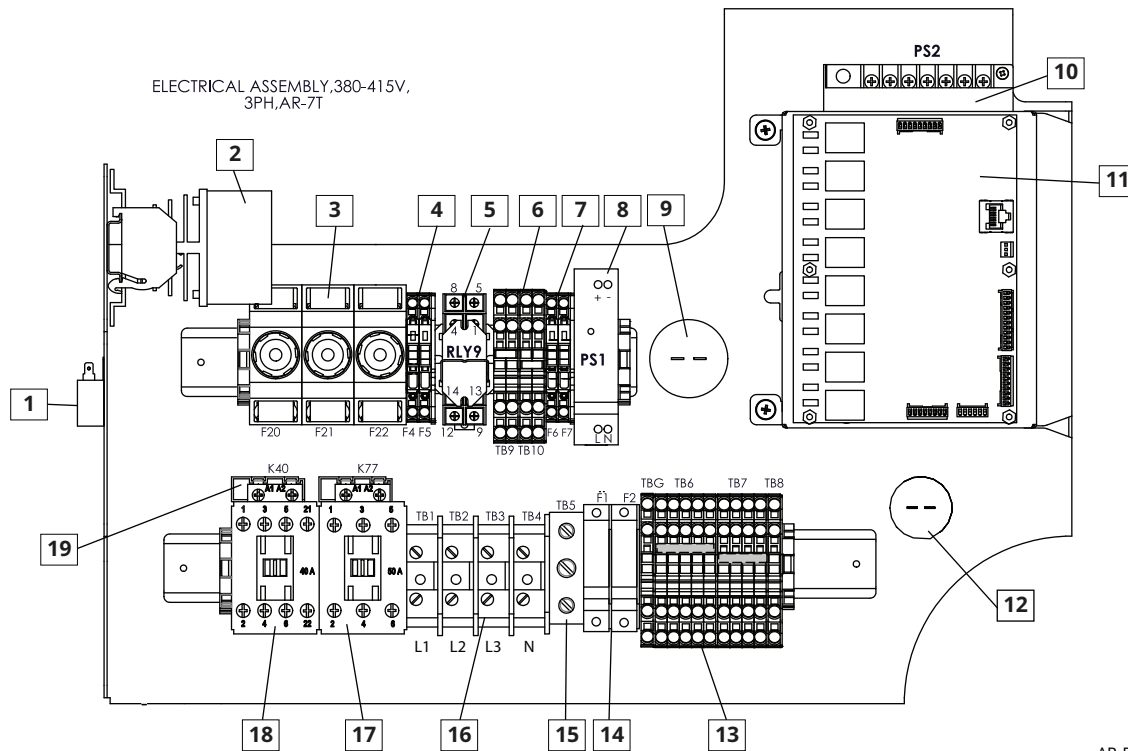 ELECTRICAL ASSEMBLY,380-415V,
3PH,AR-7T
PS2
10
2
11
3
4
5
6
7
8
9
8 5
+ -
4 1
RLY9
PS1
14 13
1
12 9
L N
F20 F21 F22 F4 F5 F6 F7
TB9 TB10
K40 K77
A1 A2 A1 A2
TBG TB6 TB7 TB8
F1 F2
TB5
1 3 5 21 1 3 5
TB1 TB2 TB3 TB4
19
40 A 50 A
12
2 4 6 22 2 4 6
L1 L2 L3 N
18
17
16
15
14
13